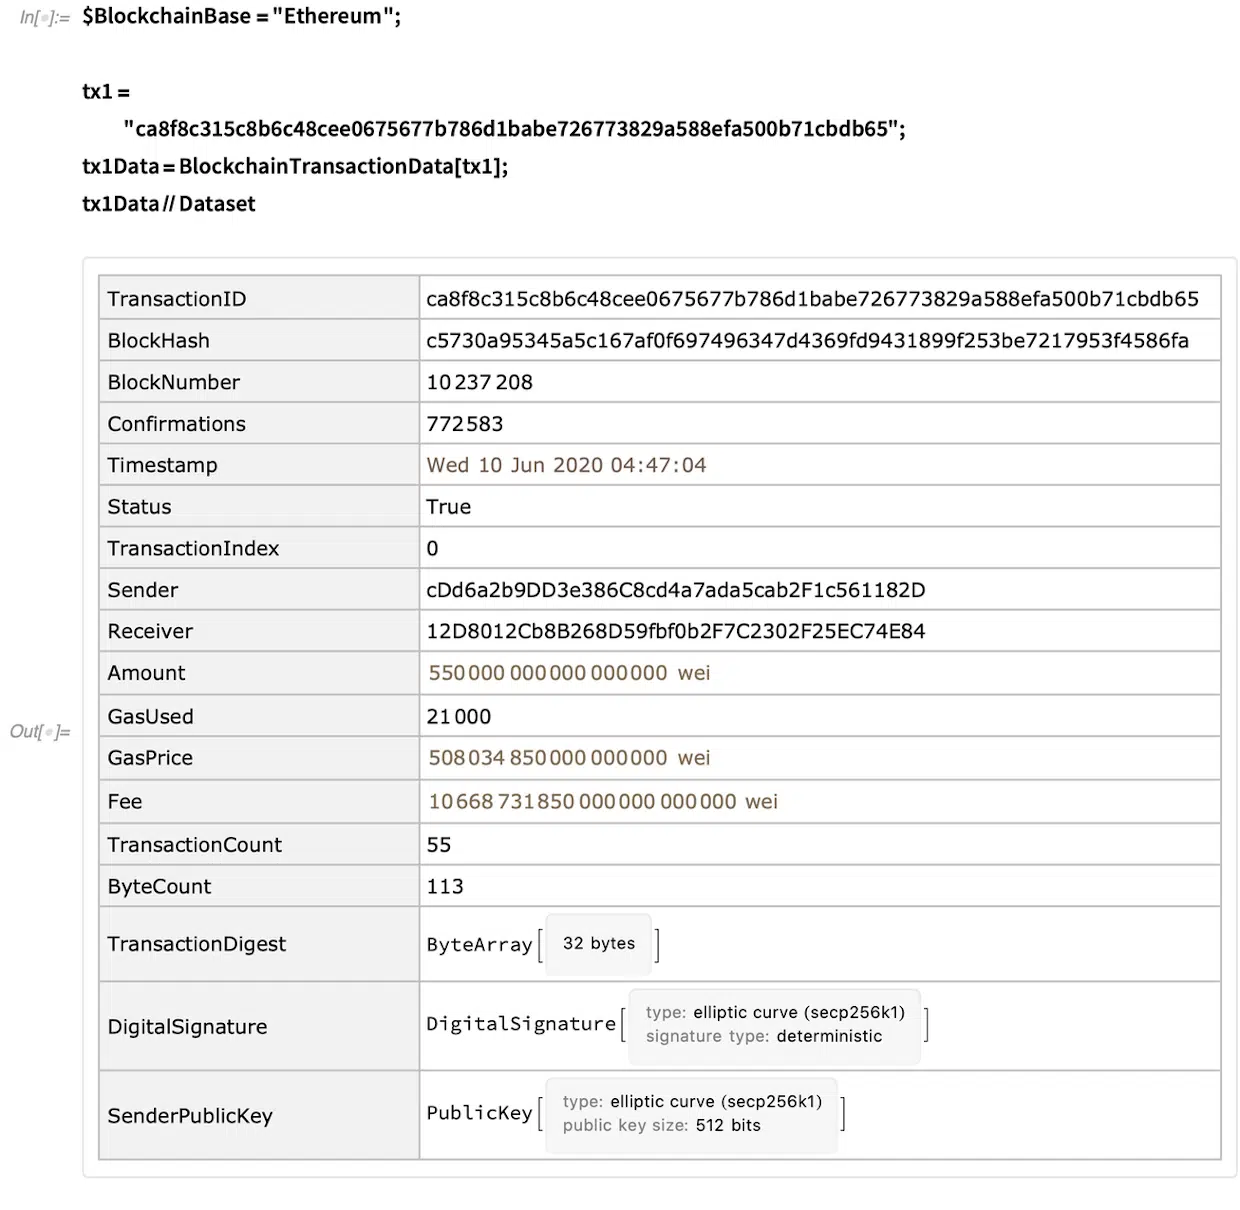 In[ ]:= $BlockchainBase = "Ethereum";
tx1 =
"ca8f8c315c8b6c48cee0675677b786d1babe726773829a588efa500b71cbdb65";
tx1Data = BlockchainTransactionData[tx1];
tx1Data // Dataset
TransactionID ca8f8c315c8b6c48cee0675677b786d1babe726773829a588efa500b71cbdb65
BlockHash c5730a95345a5c167af0f697496347d4369fd9431899f253be7217953f4586fa
BlockNumber 10 237 208
Confirmations 772 583
Timestamp Wed 10 Jun 2020 04:47:04
Status True
TransactionIndex 0
Sender cDd6a2b9DD3e386C8cd4a7ada5cab2F1c561182D
Receiver 12D8012Cb8B268D59fbf0b2F7C2302F25EC74E84
Amount 550 000 000 000 000 000 wei
GasUsed 21 000
Out[ ]=
GasPrice 508 034 850 000 000 000 wei
Fee 10 668 731 850 000 000 000 000 wei
TransactionCount 55
ByteCount 113
TransactionDigest ByteArray[ 32 bytes ]
DigitalSignature DigitalSignature[ type: elliptic curve (secp256k1)
signature type: deterministic ]
SenderPublicKey PublicKey[ type: elliptic curve (secp256k1)
public key size: 512 bits ]